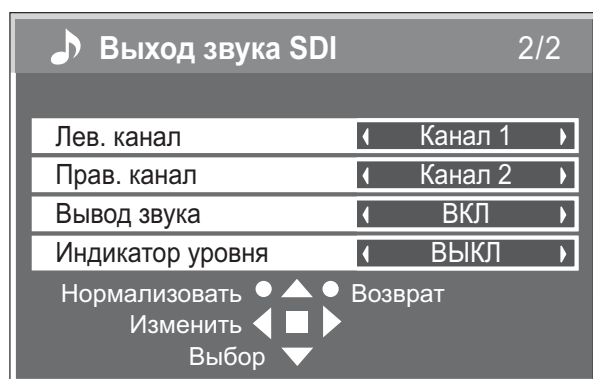 Выход звука SDI 2/2
Лев. канал Канал 1
Прав. канал Канал 2
Вывод звука ВКЛ
Индикатор уровня ВЫКЛ
Нормализовать Возврат
Изменить
Выбор